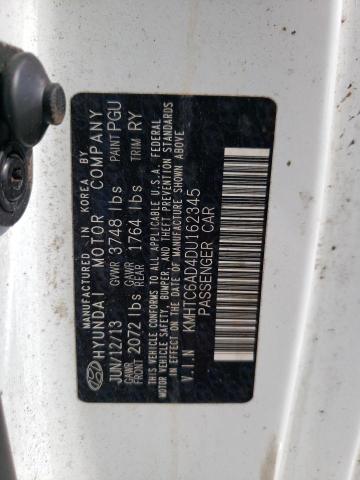 MANUFACTURED IN KOREA BY
HYUNDAI MOTOR COMPANY
JUN/12/13 GVWR 3748 lbs PAINT PGU
GAWR FRONT 2072 lbs GAWR REAR 1764 lbs TRIM RY
THIS VEHICLE CONFORMS TO ALL APPLICABLE U.S.A. FEDERAL
MOTOR VEHICLE SAFETY, BUMPER, AND THEFT PREVENTION STANDARDS
IN EFFECT ON THE DATE OF MANUFACTURE SHOWN ABOVE.
V.I.N KMHTC6AD4DU162345
PASSENGER CAR